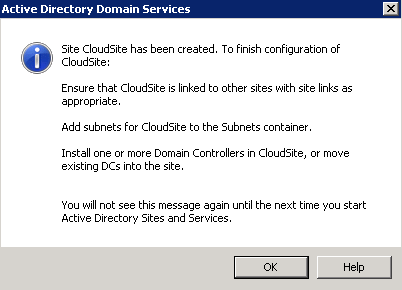 Active Directory Domain Services
Site CloudSite has been created. To finish configuration of
CloudSite:
Ensure that CloudSite is linked to other sites with site links as
appropriate.
Add subnets for CloudSite to the Subnets container.
Install one or more Domain Controllers in CloudSite, or move
existing DCs into the site.
You will not see this message again until the next time you start
Active Directory Sites and Services.
OK
Help